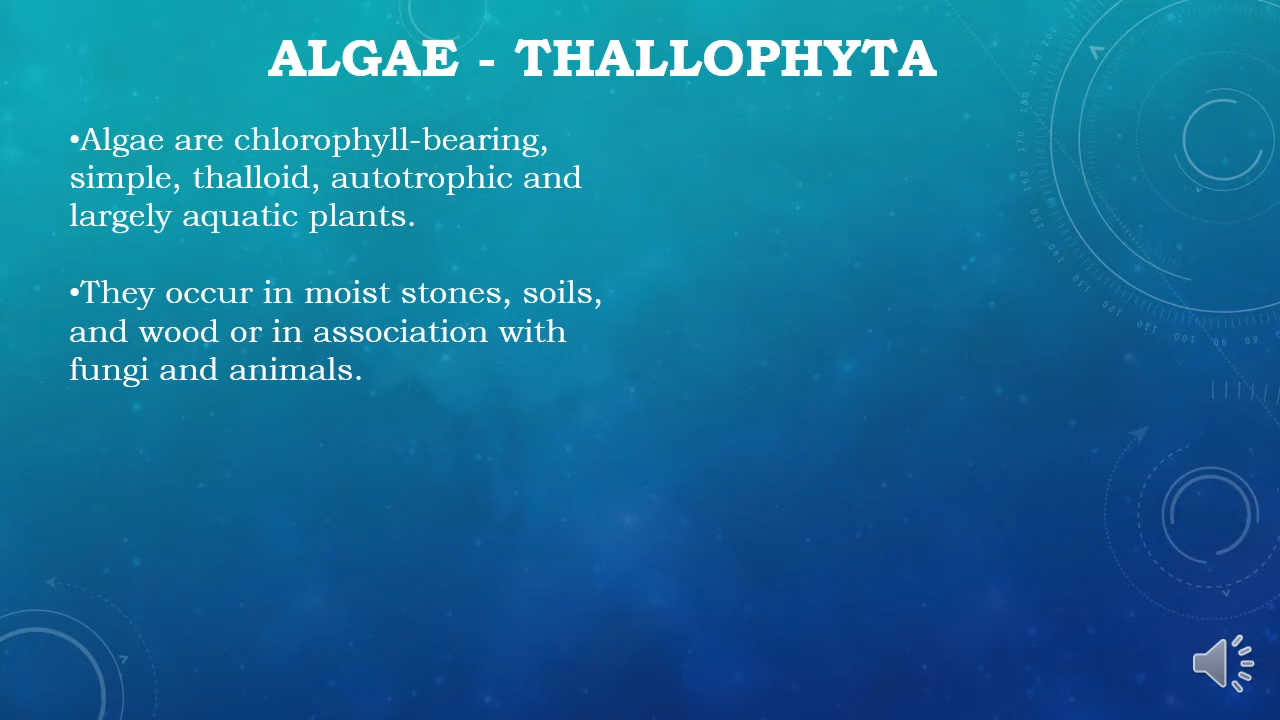 ALGAE - THALLOPHYTA
•Algae are chlorophyll-bearing,
simple, thalloid, autotrophic and
largely aquatic plants.
•They occur in moist stones, soils,
and wood or in association with
fungi and animals.